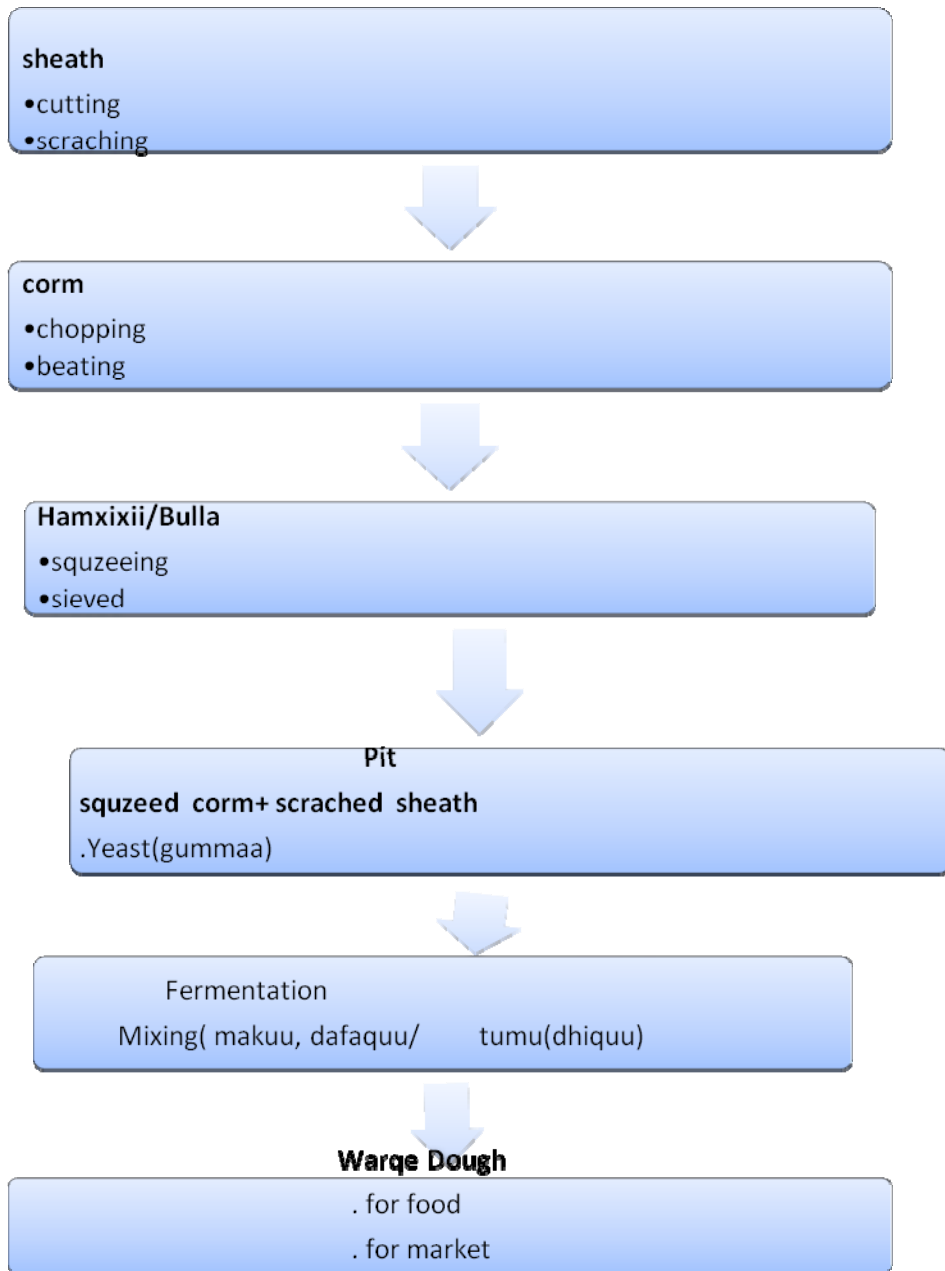 sheath
•cutting
•scraching
corm
•chopping
•beating
Hamxixii/Bulla
•squzeeing
•sieved
Pit
squzeed corm+ scrached sheath
.Yeast(gummaa)
Fermentation
Mixing( makuu, dafaquu/ tumu(dhiquu)
Warqe Dough
. for food
. for market